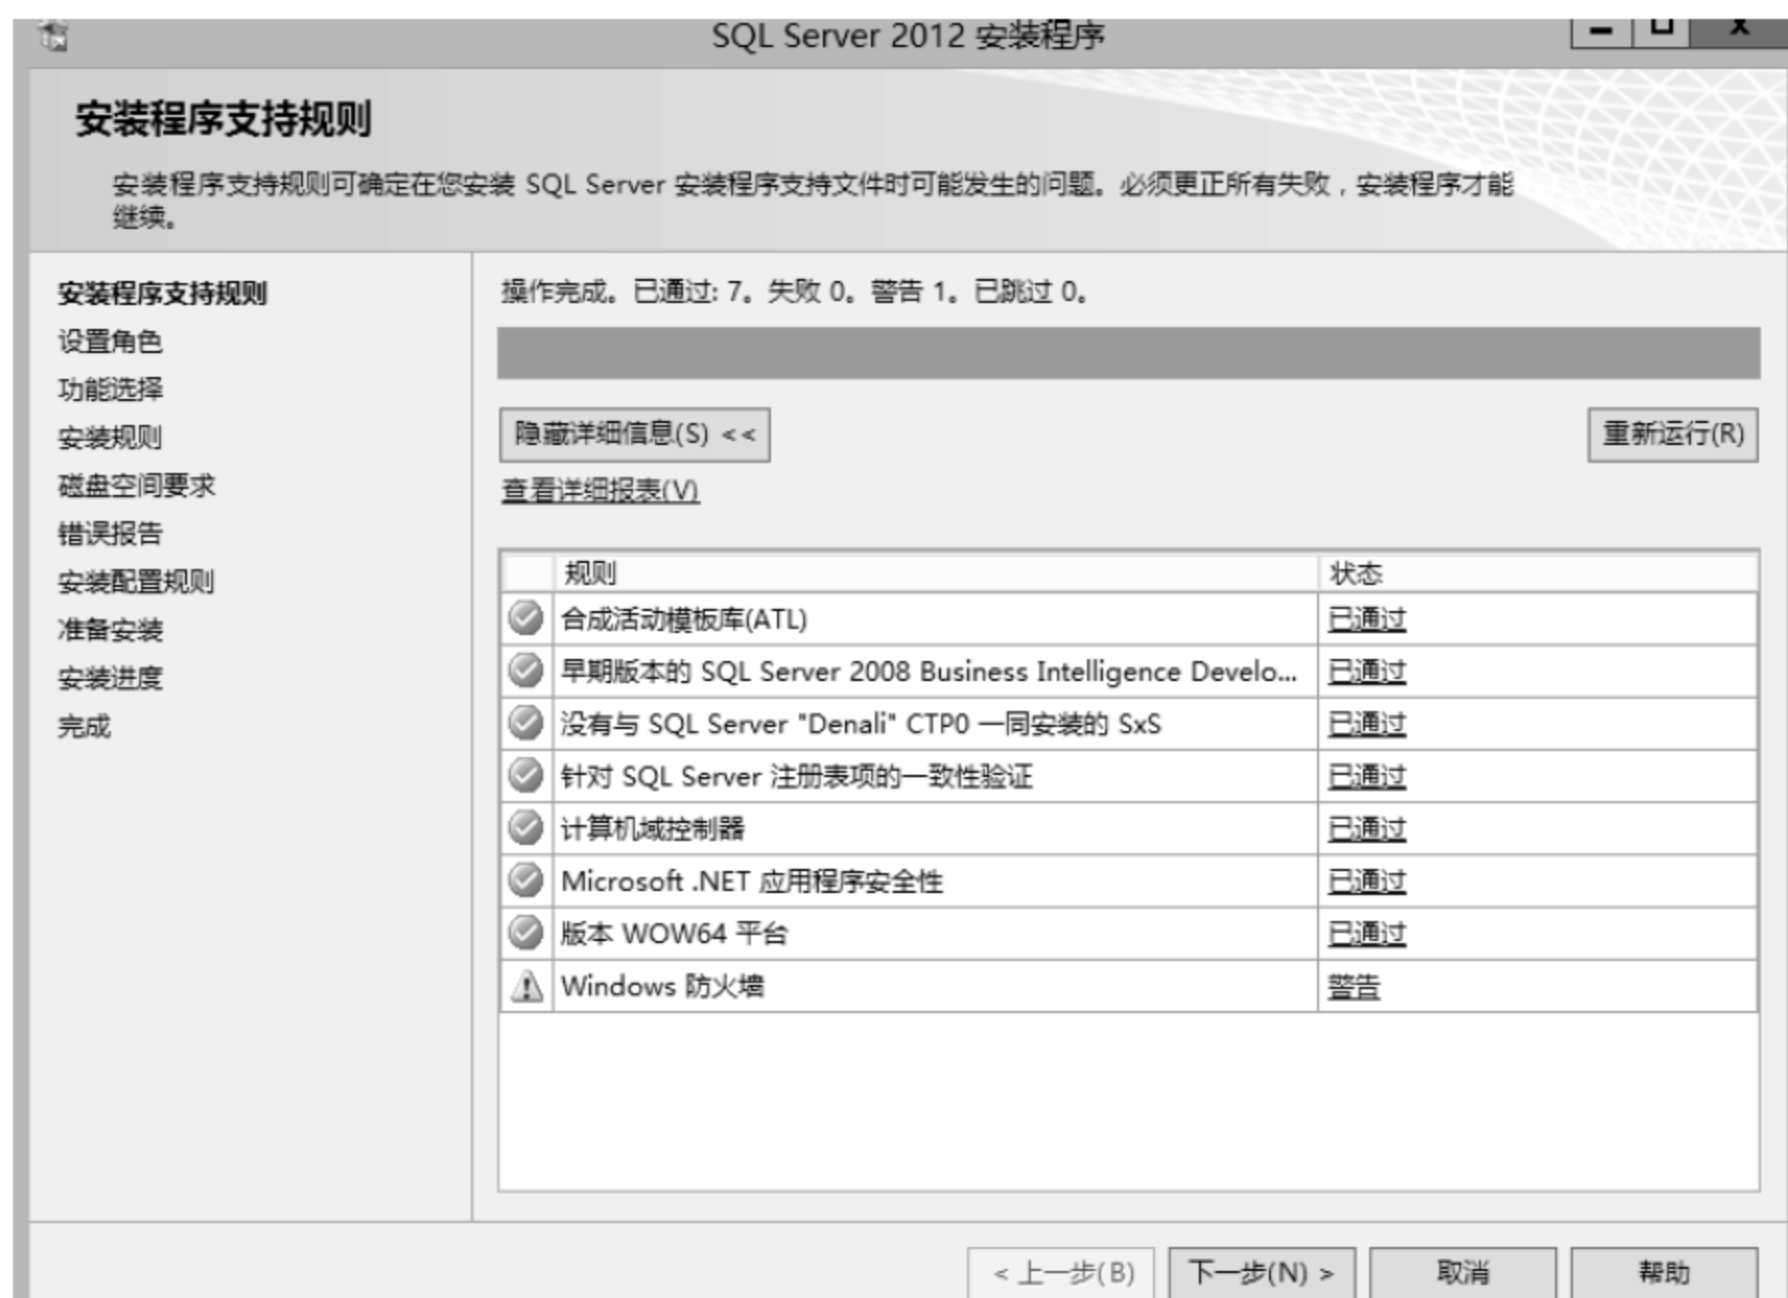 SQL Server 2012 安装程序
安装程序支持规则
安装程序支持规则可确定在您安装 SQL Server 安装程序支持文件时可能发生的问题。必须更正所有失败，安装程序才能
继续。
安装程序支持规则
设置角色
功能选择
安装规则
磁盘空间要求
错误报告
安装配置规则
准备安装
安装进度
完成
操作完成。已通过: 7。失败 0。警告 1。已跳过 0。
隐藏详细信息(S) <<
重新运行(R)
查看详细报表(V)
规则 状态
合成活动模板库(ATL) 已通过
早期版本的 SQL Server 2008 Business Intelligence Develo... 已通过
没有与 SQL Server "Denali" CTP0 一同安装的 SxS 已通过
针对 SQL Server 注册表项的一致性验证 已通过
计算机域控制器 已通过
Microsoft .NET 应用程序安全性 已通过
版本 WOW64 平台 已通过
Windows 防火墙 警告
< 上一步(B) 下一步(N) > 取消 帮助